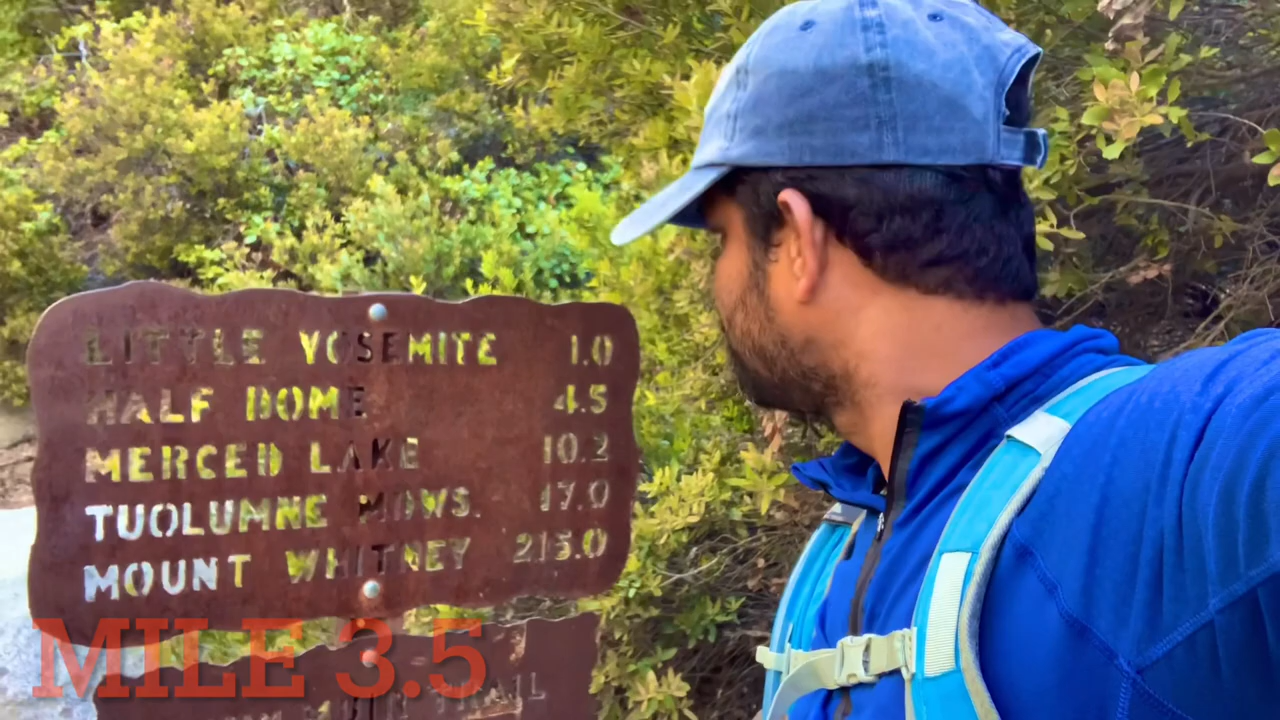 LITTLE YOSEMITE 1.0
HALF DOME 4.5
MERCED LAKE 10.2
TUOLUMNE MDWS. 17.0
MOUNT WHITNEY 215.0
MILE 3.5
TRAIL